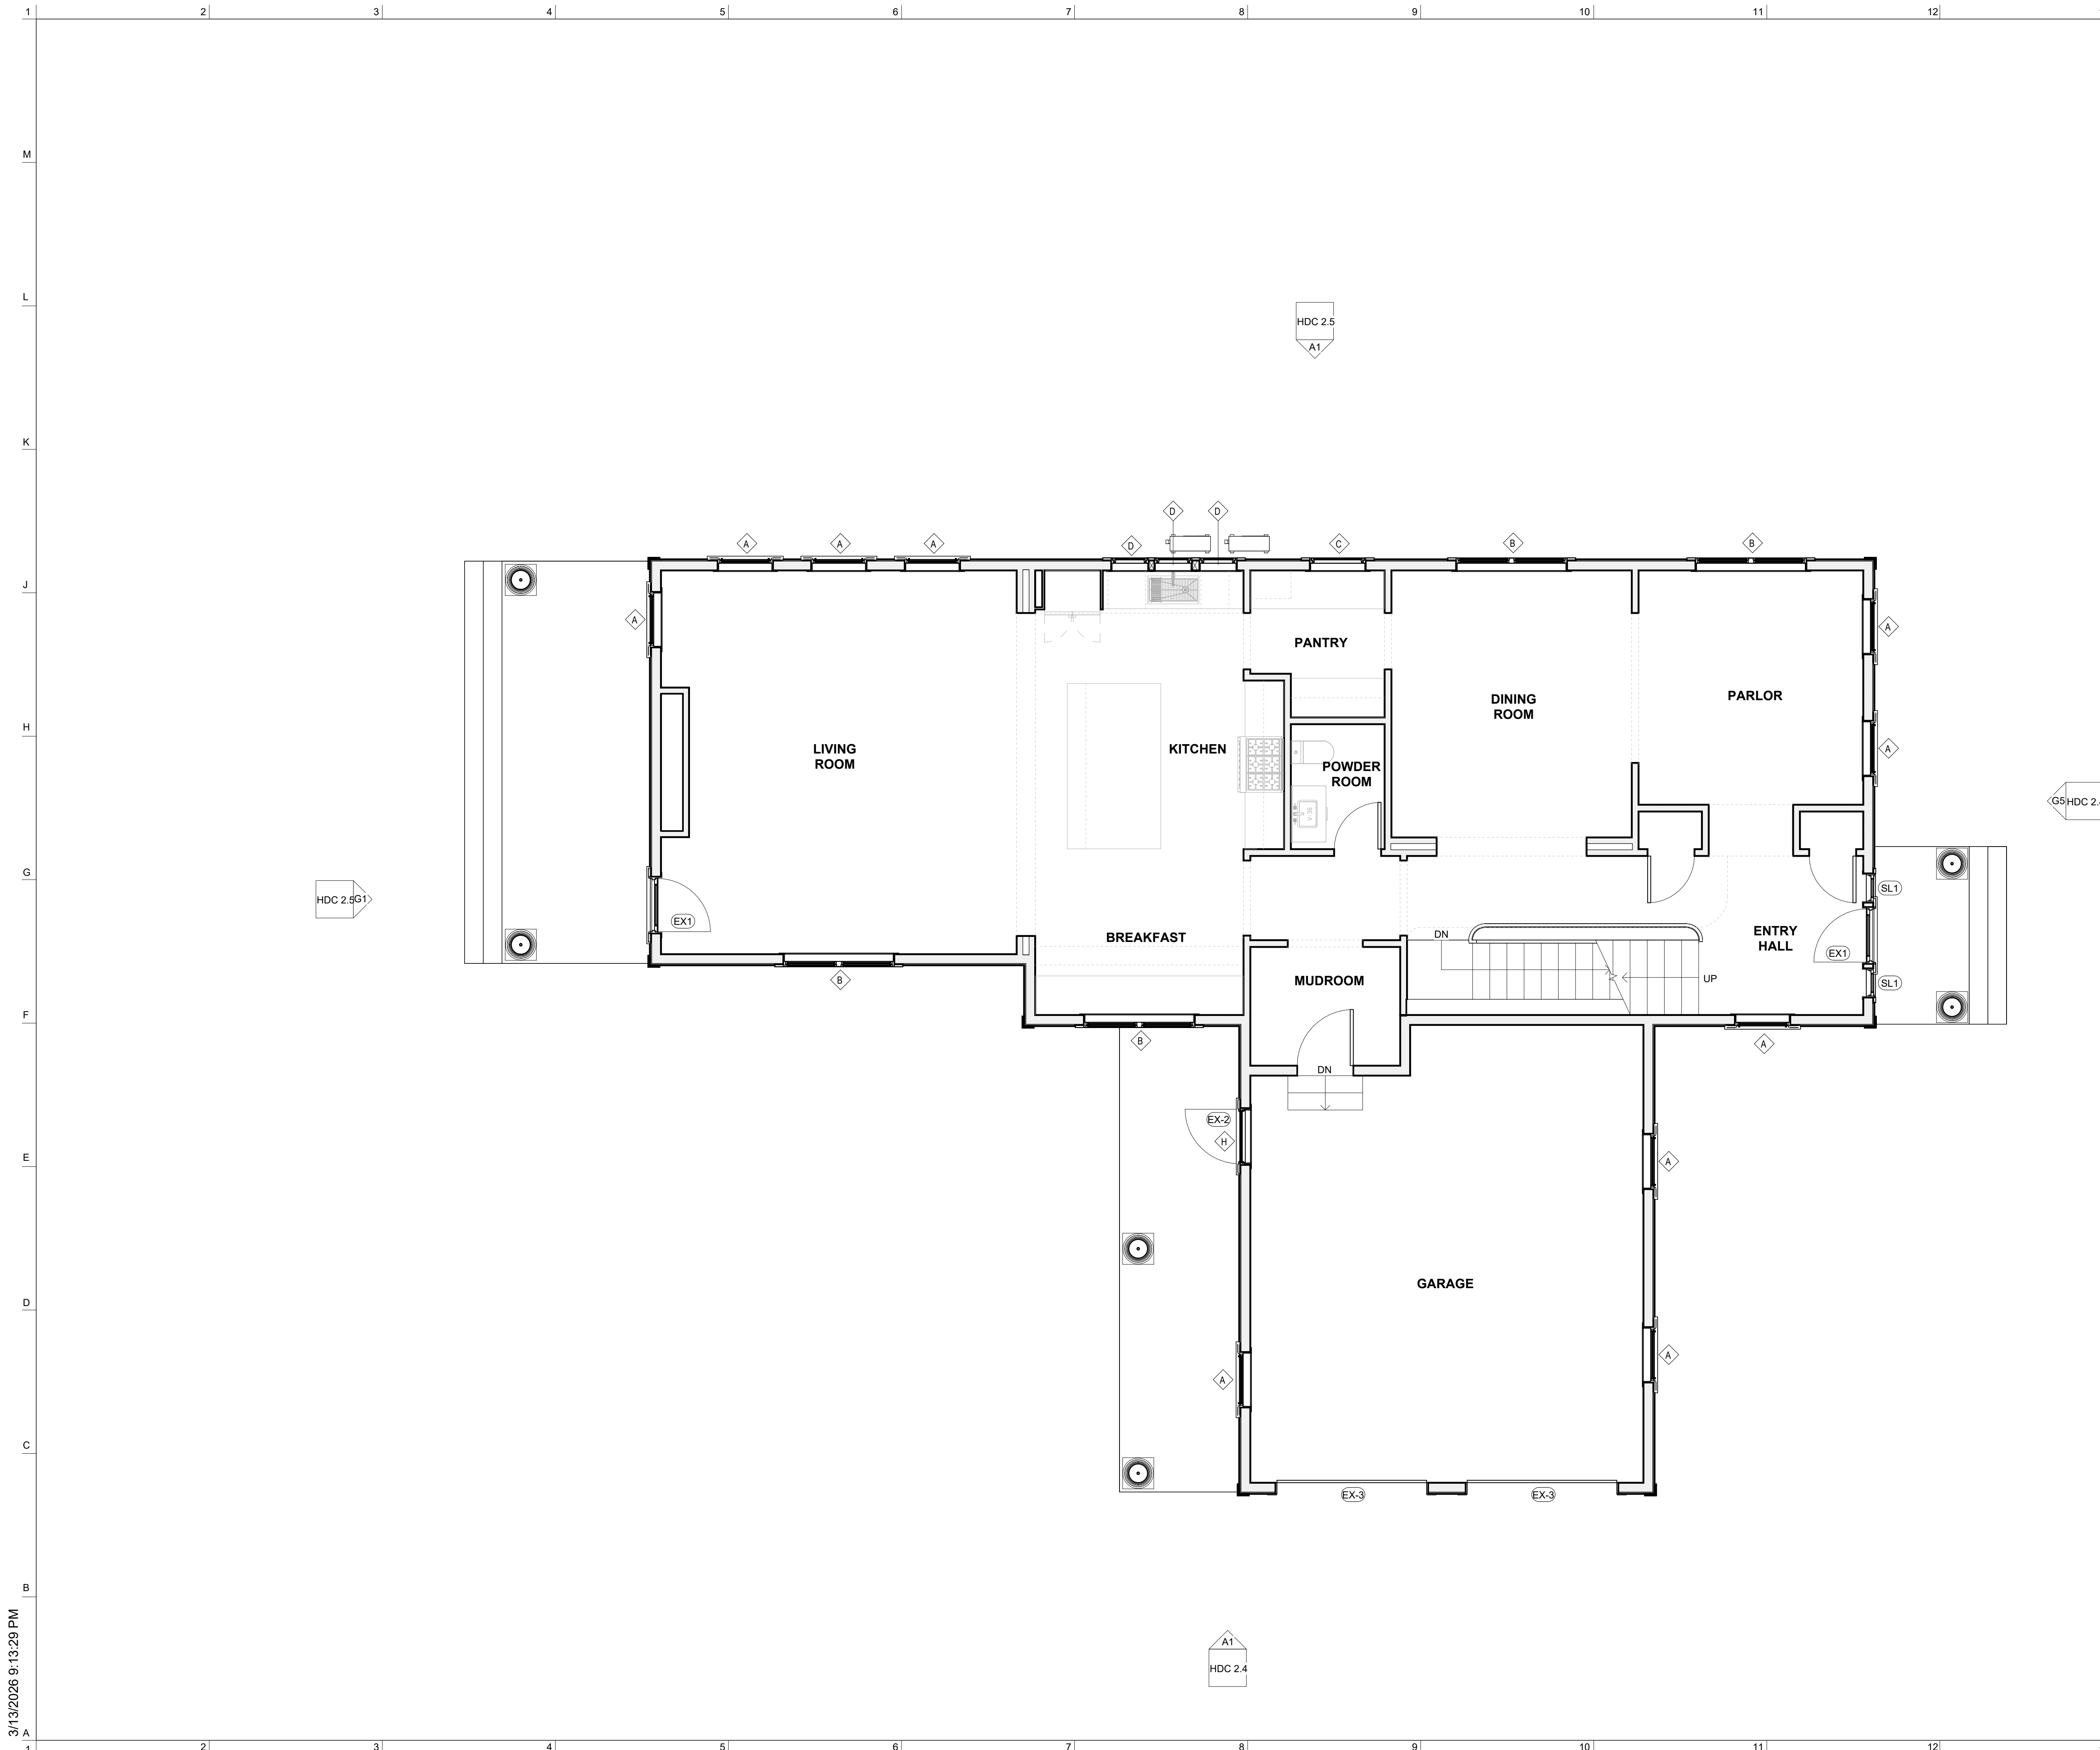 1 2 3 4 5 6 7 8 9 10 11 12
M
L
HDC 2.5
A1
K
D D
A A A D C B B
J
A A
PANTRY
DINING
ROOM
PARLOR
H
LIVING
ROOM
KITCHEN
A
POWDER
ROOM
V-36
G5 HDC 2.
G
HDC 2.5 G1
SL1
EX1
BREAKFAST
DN
ENTRY
HALL
EX1
MUDROOM
UP
B
SL1
F
B
A
DN
EX-2
H
E
A
GARAGE
D
A
A
C
EX-3 EX-3
B
A1
HDC 2.4
3/13/2026 9:13:29 PM
A
1 2 3 4 5 6 7 8 9 10 11 12